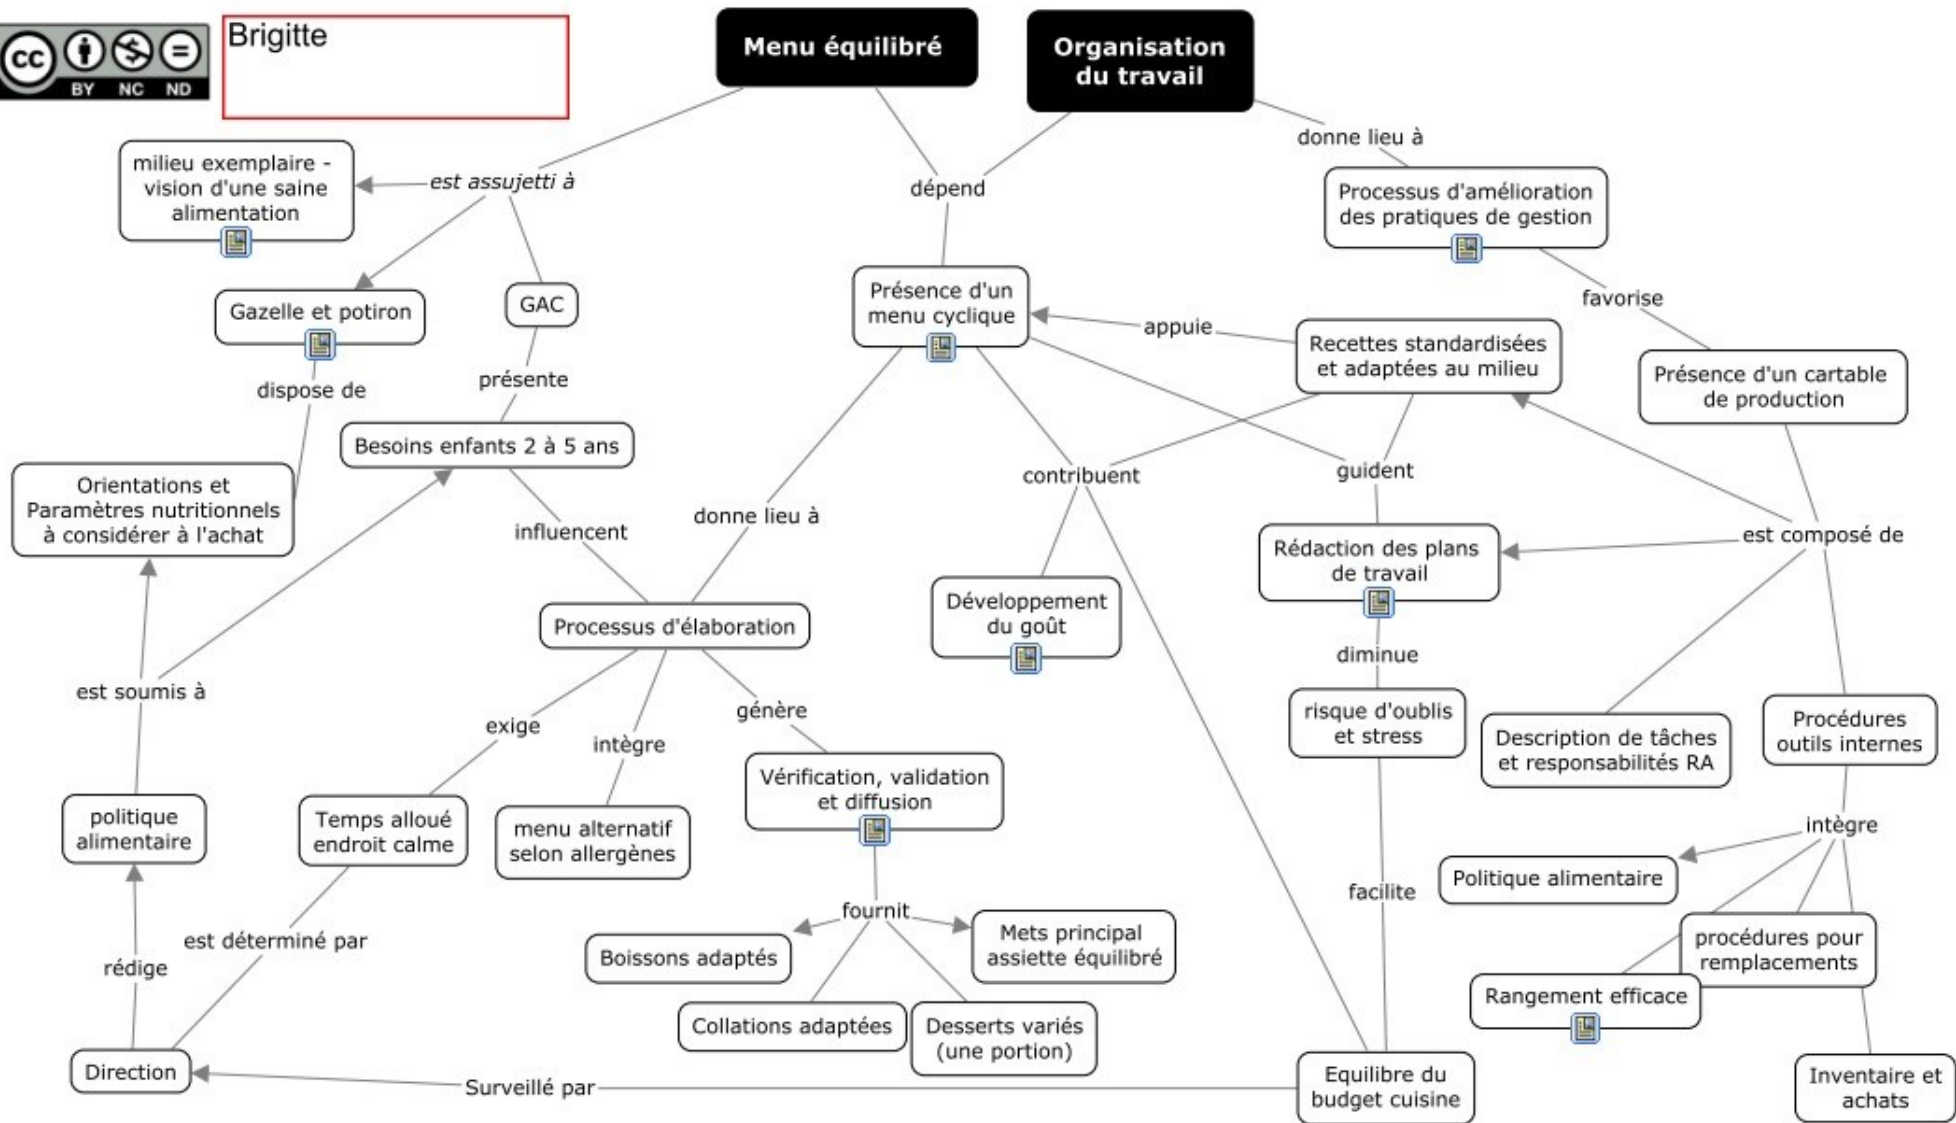 cc
BY NC ND
Brigitte
Menu équilibré
Organisation
du travail
donne lieu à
milieu exemplaire -
vision d'une saine
alimentation
est assujetti à
dépend
Processus d'amélioration
des pratiques de gestion
Gazelle et potiron
GAC
Présence d'un
menu cyclique
appuie
favorise
Recettes standardisées
et adaptées au milieu
Présence d'un cartable
de production
dispose de
présente
Besoins enfants 2 à 5 ans
Orientations et
Paramètres nutritionnels
à considérer à l'achat
influencent
donne lieu à
contribuent
guident
est composé de
Rédaction des plans
de travail
Développement
du goût
Processus d'élaboration
diminue
est soumis à
exige
intègre
génère
risque d'oublis
et stress
Description de tâches
et responsabilités RA
Procédures
outils internes
Vérification, validation
et diffusion
politique
alimentaire
Temps alloué
endroit calme
menu alternatif
selon allergènes
intègre
Politique alimentaire
facilite
fournit
est déterminé par
rédige
Boissons adaptés
Mets principal
assiette équilibré
procédures pour
remplacements
Rangement efficace
Collations adaptées
Desserts variés
(une portion)
Direction
Surveillé par
Equilibre du
budget cuisine
Inventaire et
achats